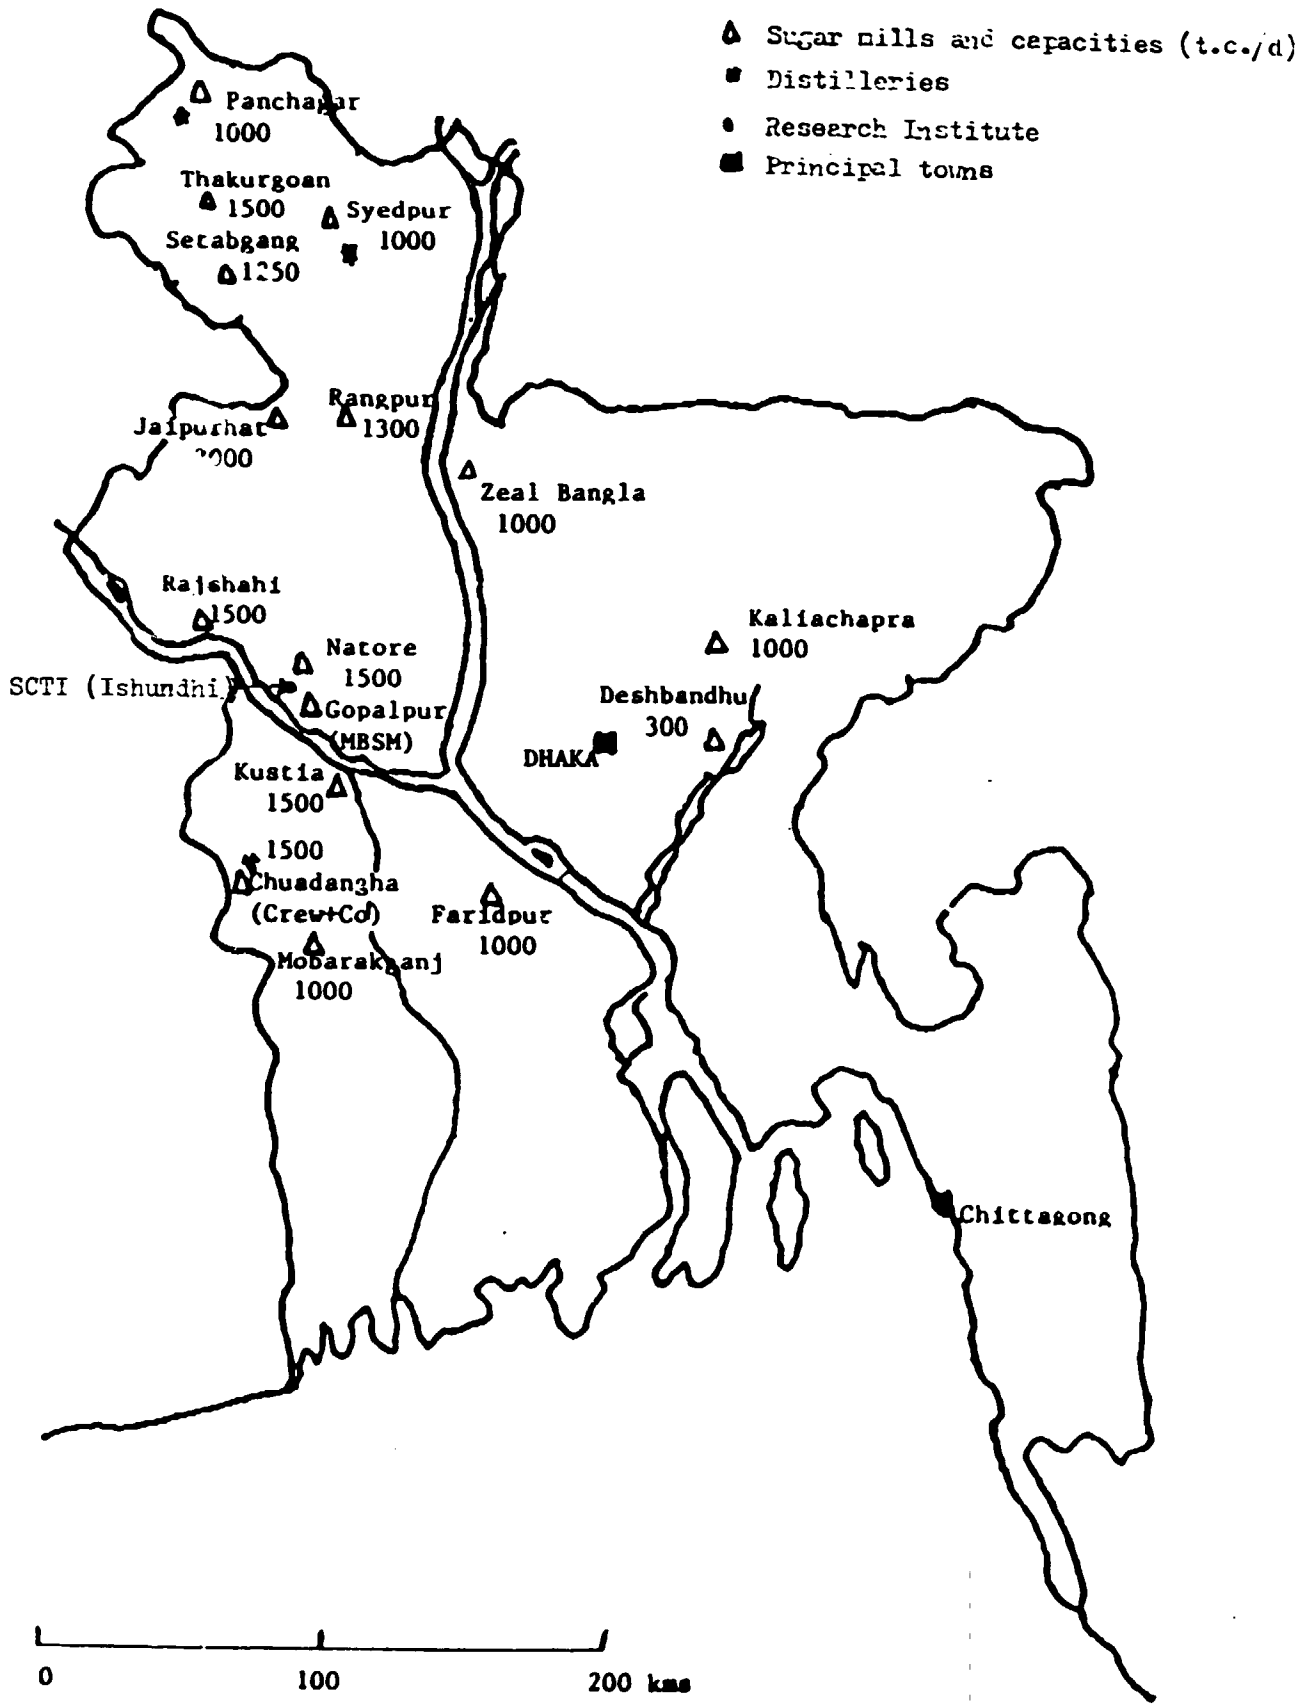 Sugar mills and capacities (t.c./d)
Distilleries
Research Institute
Principal towns
Panchagar
1000
Thakurgoan
1500
Syedpur
1000
Setabgang
1250
Rangpur
1300
Jaipurhat
Zeal Bangla
1000
Rajshahi
1500
Kaliachapra
1000
Natore
1500
SCTI (Ishundhi)
Gopalpur
(MBSM)
Deshbandhu
300
DHAKA
Kustia
1500
1500
Chuadangha
(Crew+Co)
Faridpur
1000
Mobarakganj
1000
Chittagong
0 100 200 kms